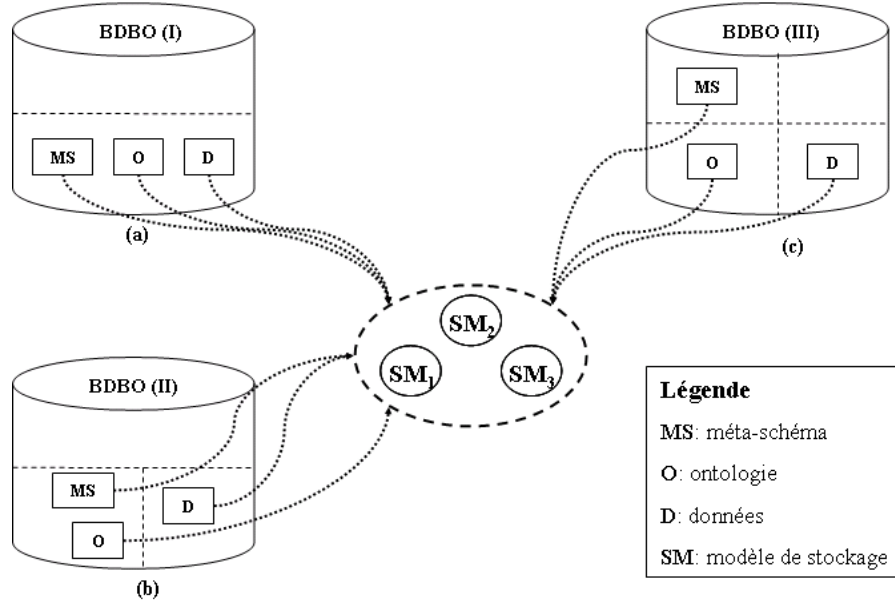 BDBO (I)
MS
O
D
(a)
BDBO (III)
MS
O
D
(c)
SM2
SM1
SM3
BDBO (II)
MS
D
O
(b)
Légende
MS: méta-schéma
O: ontologie
D: données
SM: modèle de stockage